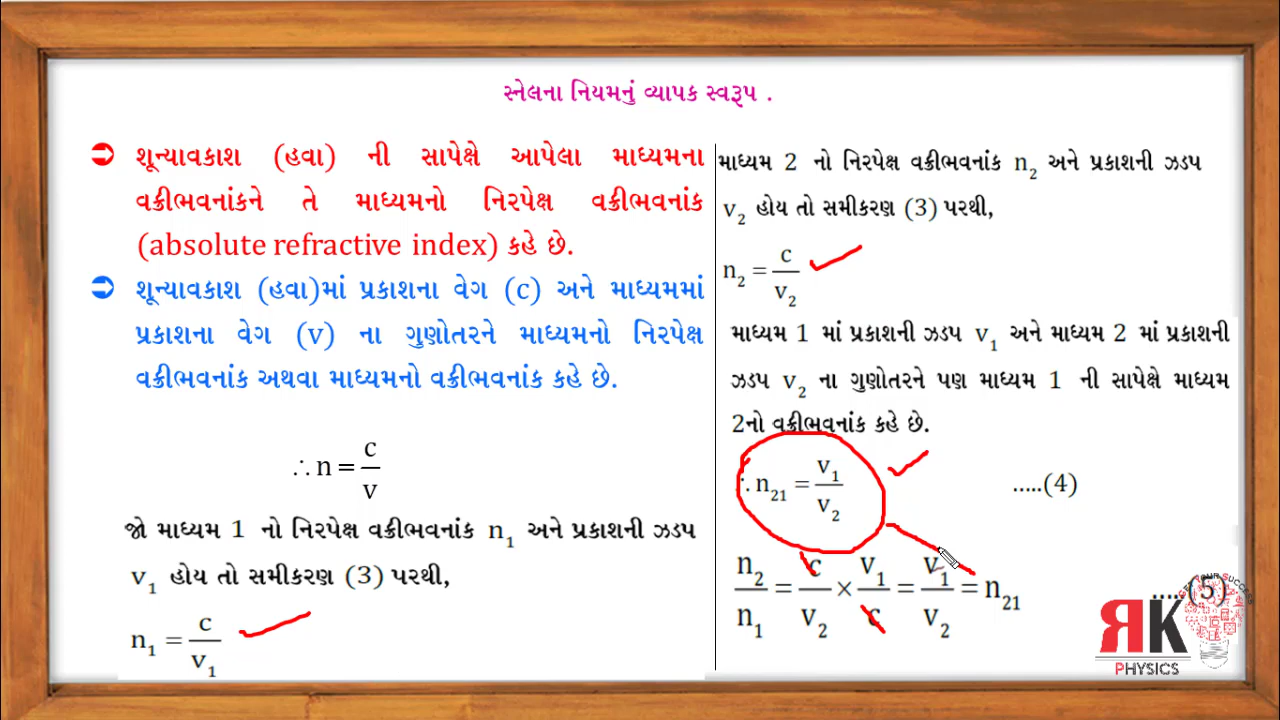 સ્નેલના નિયમનું વ્યાપક સ્વરૂપ .
શૂન્યાવકાશ (હવા) ની સાપેક્ષે આપેલા માધ્યમના
વક્રીભવનાંકને તે માધ્યમનો નિરપેક્ષ વક્રીભવનાંક
(absolute refractive index) કહે છે.
શૂન્યાવકાશ (હવા)માં પ્રકાશના વેગ (c) અને માધ્યમમાં
પ્રકાશના વેગ (v) ના ગુણોતરને માધ્યમનો નિરપેક્ષ
વક્રીભવનાંક અથવા માધ્યમનો વક્રીભવનાંક કહે છે.
∴ n = c/v
જો માધ્યમ 1 નો નિરપેક્ષ વક્રીભવનાંક n₁ અને પ્રકાશની ઝડપ
v₁ હોય તો સમીકરણ (3) પરથી,
n₁ = c/v₁
માધ્યમ 2 નો નિરપેક્ષ વક્રીભવનાંક n₂ અને પ્રકાશની ઝડપ
v₂ હોય તો સમીકરણ (3) પરથી,
n₂ = c/v₂
માધ્યમ 1 માં પ્રકાશની ઝડપ v₁ અને માધ્યમ 2 માં પ્રકાશની
ઝડપ v₂ ના ગુણોતરને પણ માધ્યમ 1 ની સાપેક્ષે માધ્યમ
2નો વક્રીભવનાંક કહે છે.
∴ n₂₁ = v₁/v₂ .....(4)
n₂/n₁ = c/v₂ × v₁/c = v₁/v₂ = n₂₁ ....(5)
GET YOUR SUCCESS
RK
PHYSICS